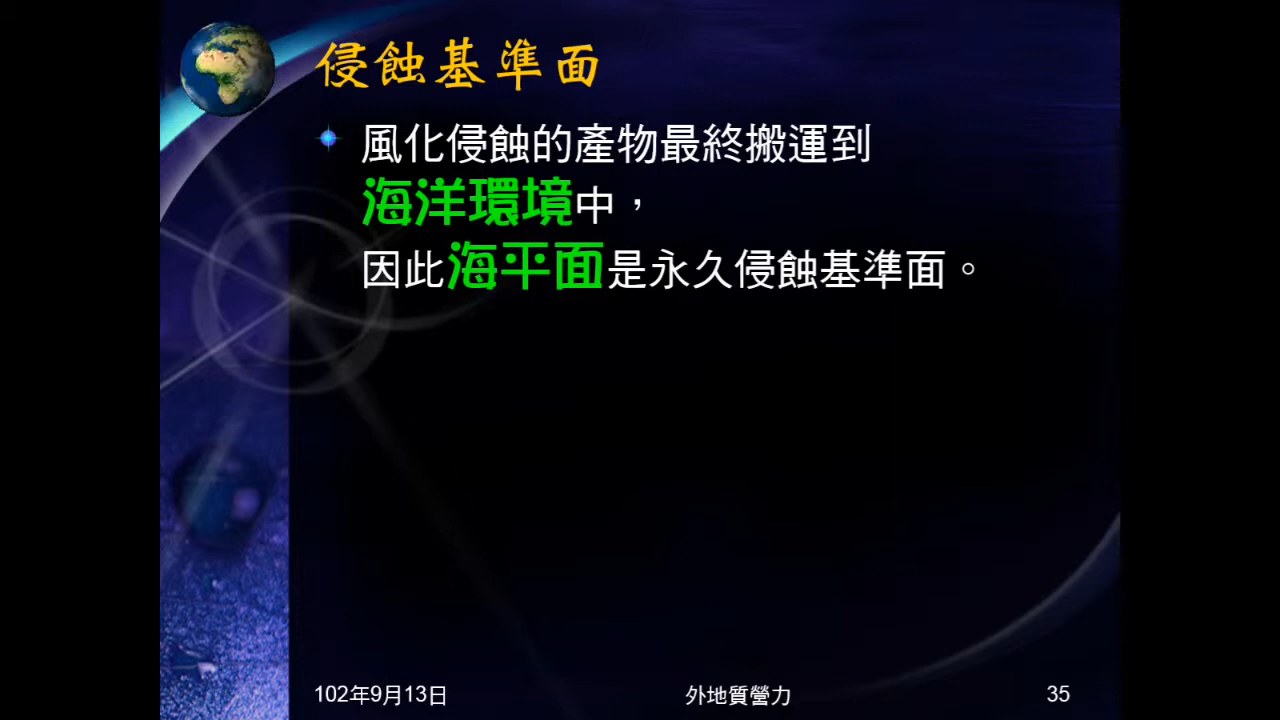 侵蝕基準面
風化侵蝕的產物最終搬運到
海洋環境中，
因此海平面是永久侵蝕基準面。
102年9月13日
外地質營力
35